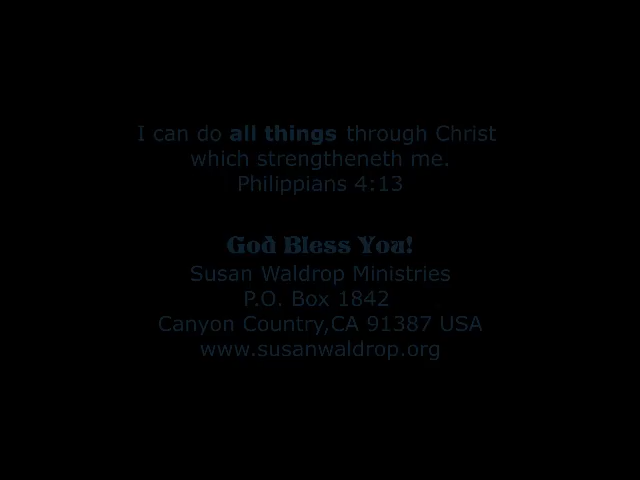 I can do all things through Christ
which strengtheneth me.
Philippians 4:13
God Bless You!
Susan Waldrop Ministries
P.O. Box 1842
Canyon Country,CA 91387 USA
www.susanwaldrop.org